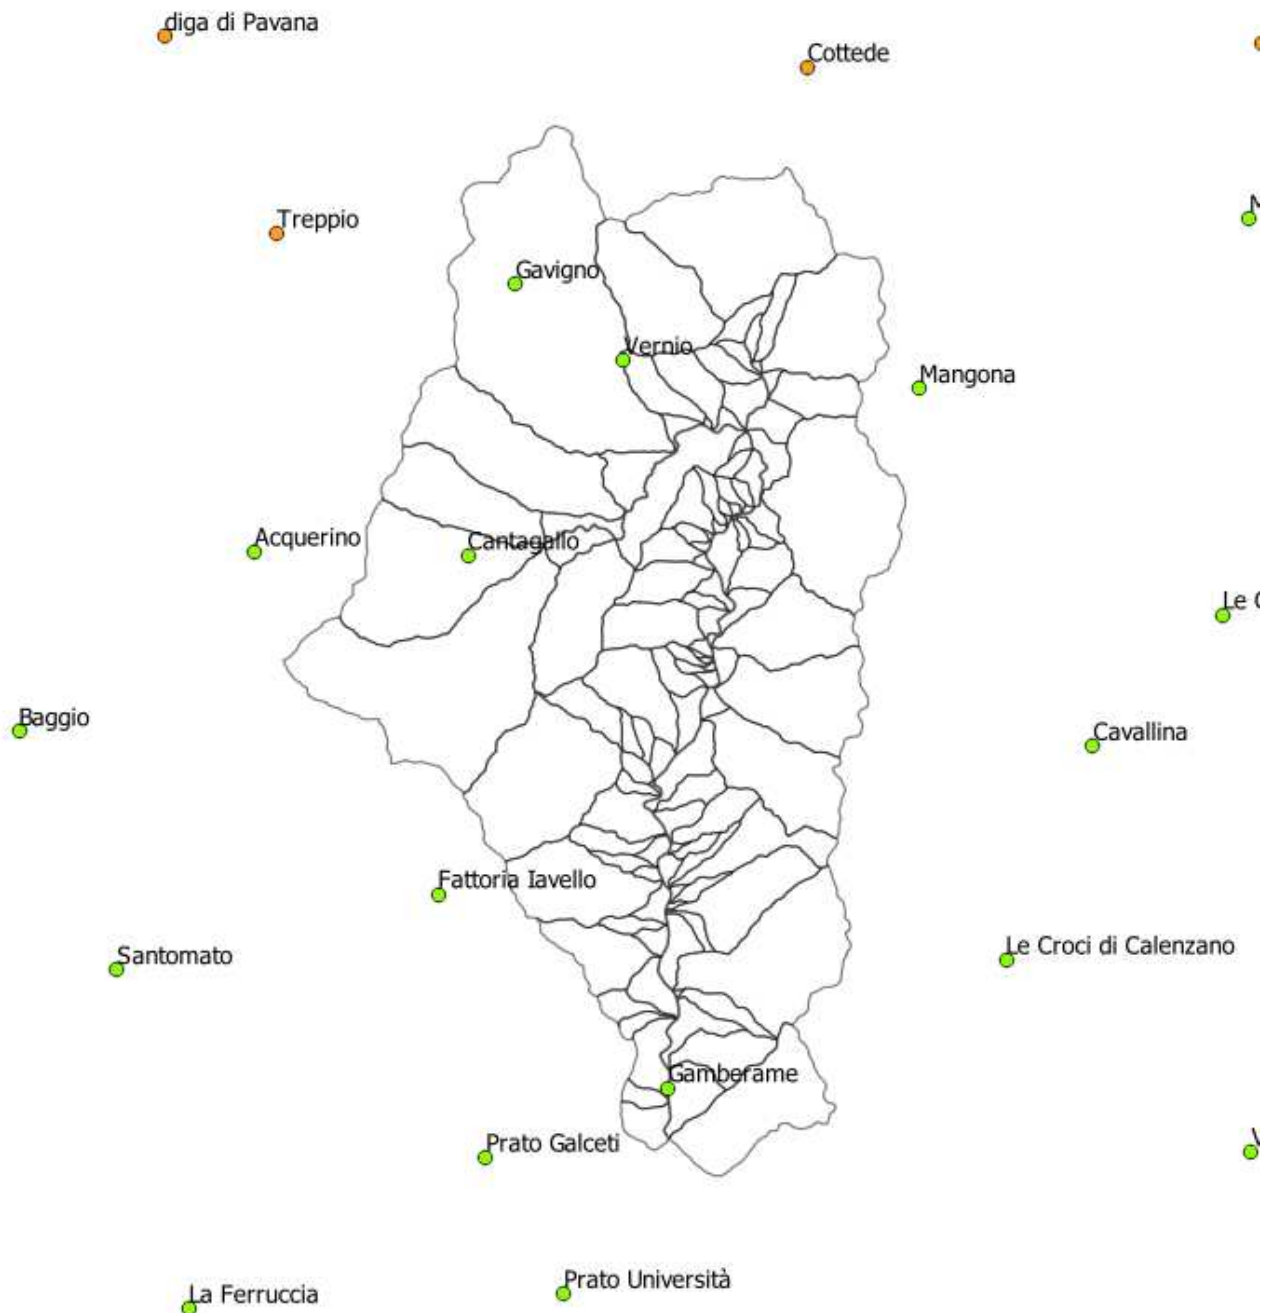 diga di Pavana
Cottede
Treppio
Gavigno
Vernio
Mangona
Acquerino
Cantagallo
Baggio
Cavallina
Fattoria Iavello
Santomato
Le Croci di Calenzano
Gamberame
Prato Galceti
Prato Università
La Ferruccia